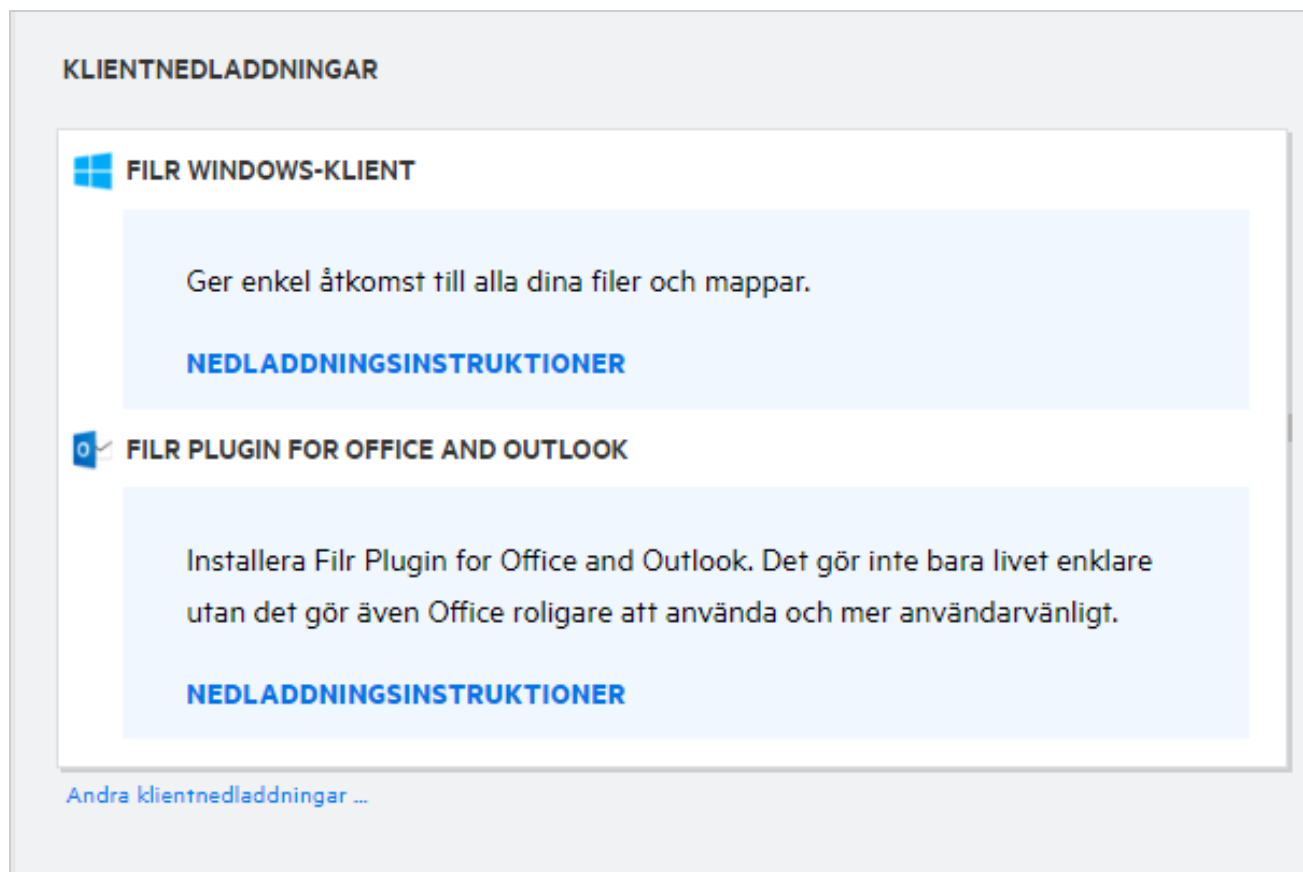 KLIENTNEDLADDNINGAR
FILR WINDOWS-KLIENT
Ger enkel åtkomst till alla dina filer och mappar.
NEDLADDNINGSINSTRUKTIONER
FILR PLUGIN FOR OFFICE AND OUTLOOK
Installera Filr Plugin for Office and Outlook. Det gör inte bara livet enklare
utan det gör även Office roligare att använda och mer användarvänligt.
NEDLADDNINGSINSTRUKTIONER
Andra klientnedladdningar ...